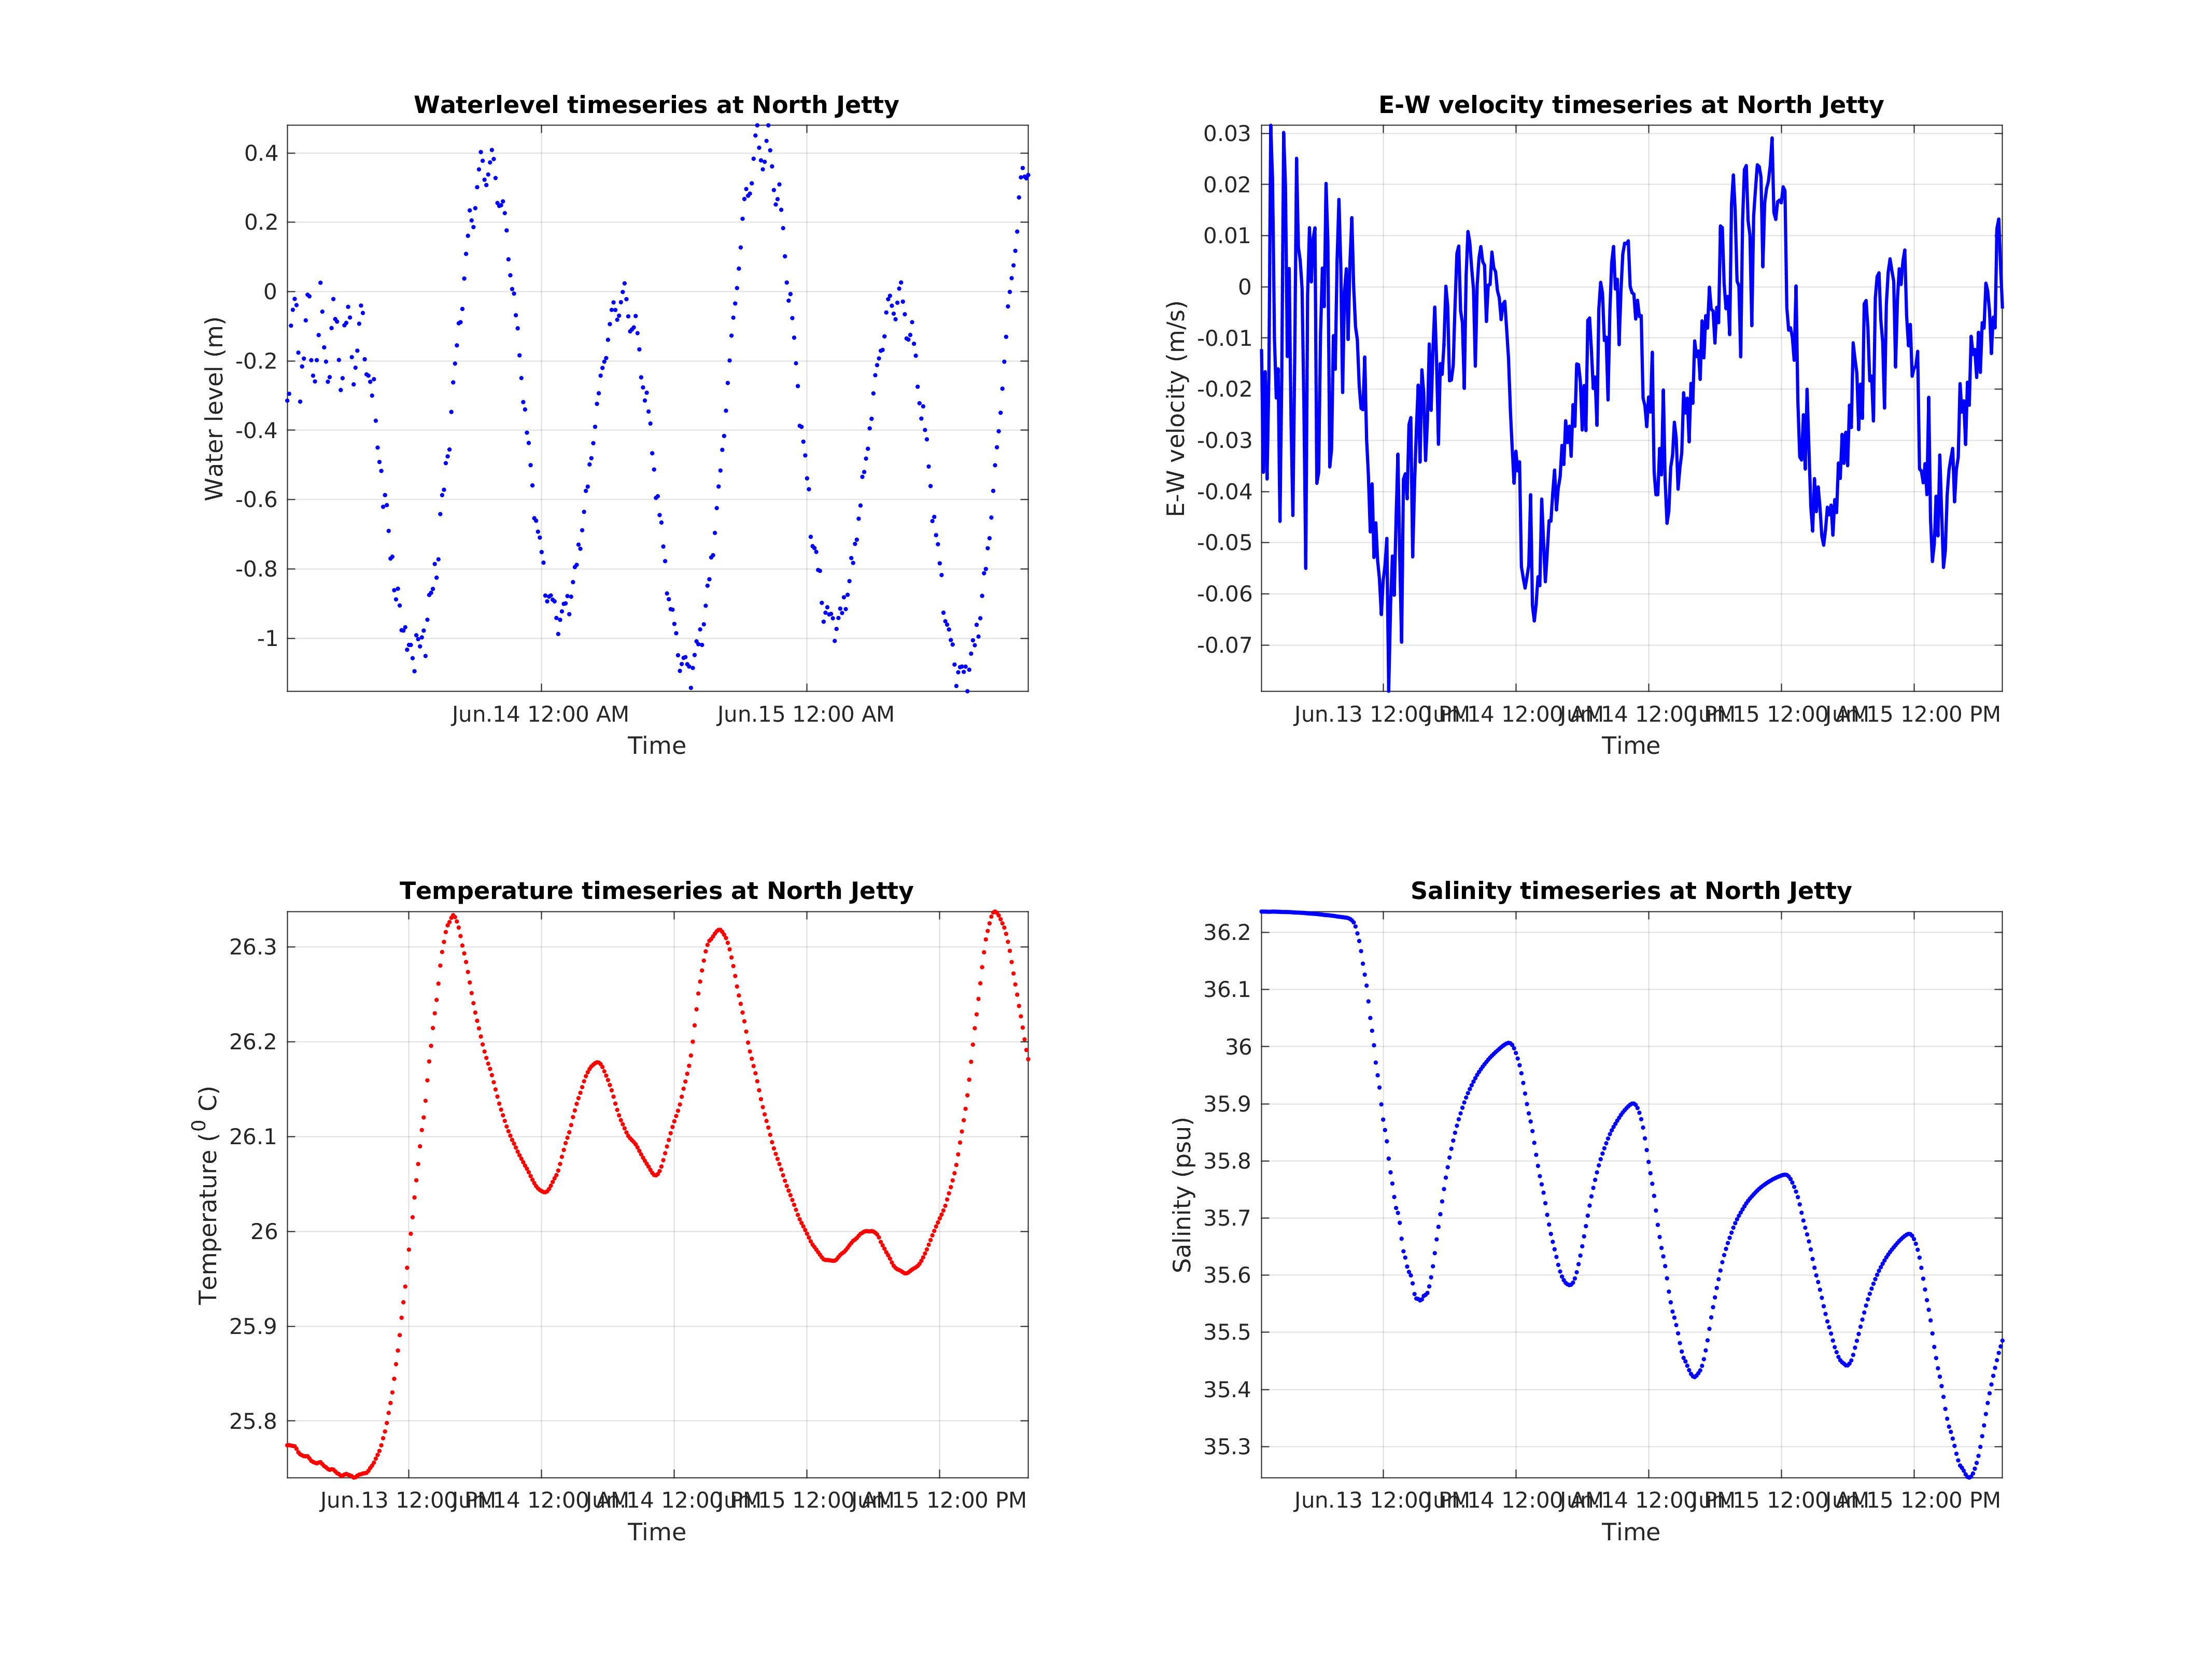 Waterlevel timeseries at North Jetty
0.4
0.2
0
-0.2
-0.4
-0.6
-0.8
-1
Water level (m)
Jun.14 12:00 AM Jun.15 12:00 AM
Time
E-W velocity timeseries at North Jetty
0.03
0.02
0.01
0
-0.01
-0.02
-0.03
-0.04
-0.05
-0.06
-0.07
E-W velocity (m/s)
Jun.13 12:00 PM Jun.14 12:00 AM Jun.14 12:00 PM Jun.15 12:00 AM Jun.15 12:00 PM
Time
Temperature timeseries at North Jetty
26.3
26.2
26.1
26
25.9
25.8
Temperature (⁰ C)
Jun.13 12:00 PM Jun.14 12:00 AM Jun.14 12:00 PM Jun.15 12:00 AM Jun.15 12:00 PM
Time
Salinity timeseries at North Jetty
36.2
36.1
36
35.9
35.8
35.7
35.6
35.5
35.4
35.3
Salinity (psu)
Jun.13 12:00 PM Jun.14 12:00 AM Jun.14 12:00 PM Jun.15 12:00 AM Jun.15 12:00 PM
Time